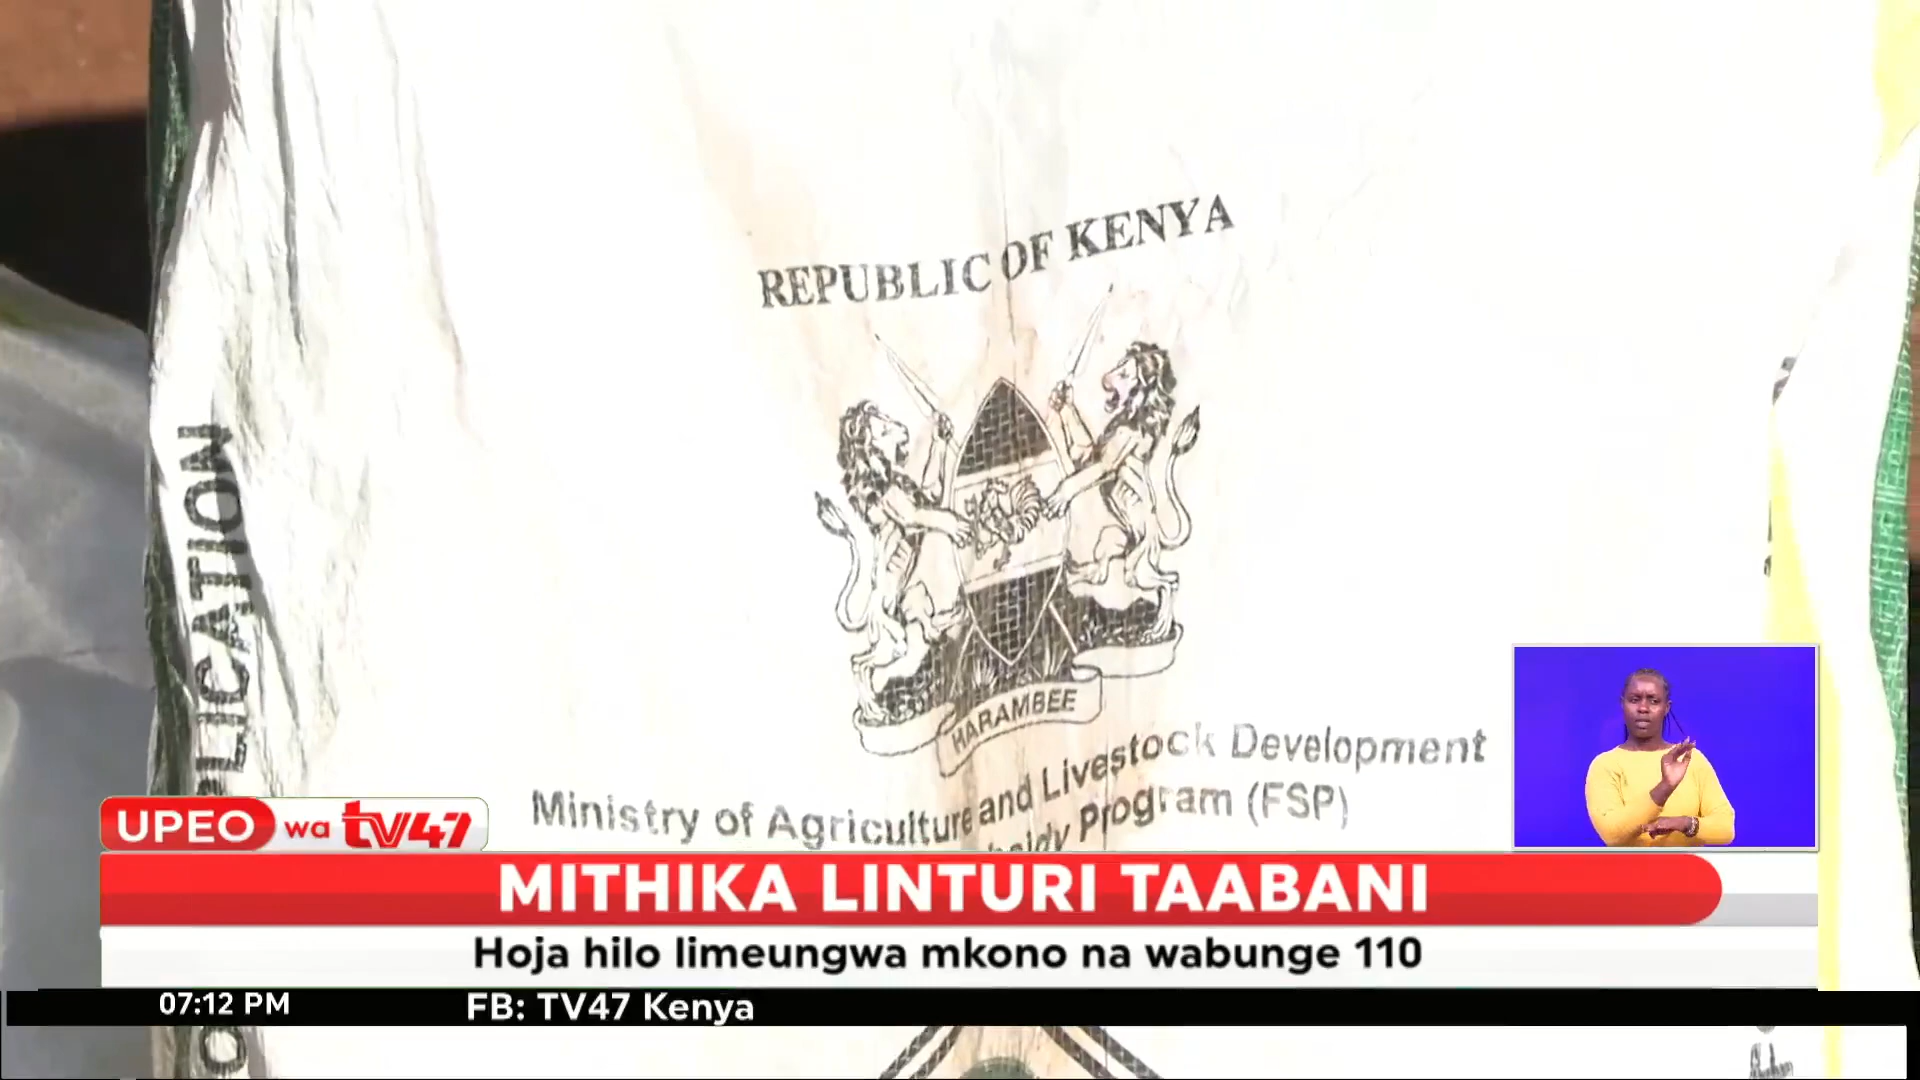 REPUBLIC OF KENYA
HARAMBEE
Ministry of Agriculture and Livestock Development
Program (FSP)
UPEO wa tv47
MITHIKA LINTURI TAABANI
Hoja hilo limeungwa mkono na wabunge 110
07:12 PM FB: TV47 Kenya